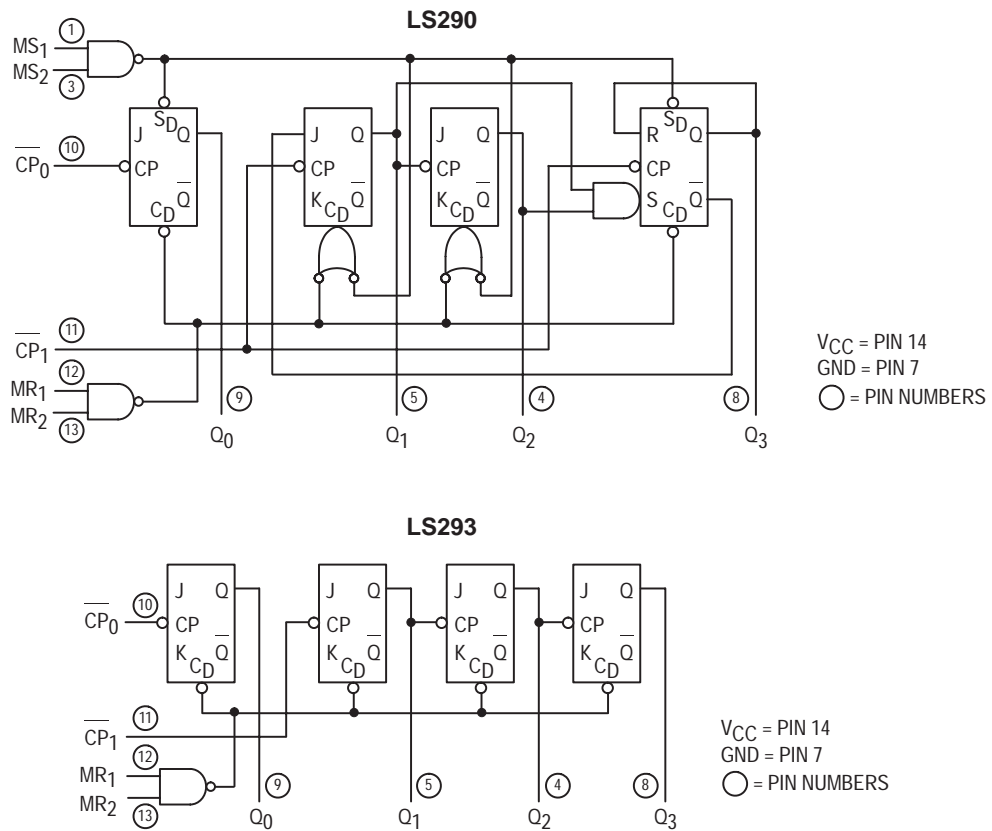 LS290
1
MS1
MS2
3
SD
J Q
J Q
J Q
R Q
10
CP0
CP
CP
CP
CP
Q
K CD
K CD
S CD Q
CD
11
CP1
12
MR1
MR2
13
9
5
4
8
Q0
Q1
Q2
Q3
SD
VCC = PIN 14
GND = PIN 7
= PIN NUMBERS
LS293
J Q
J Q
J Q
J Q
10
CP0
CP
CP
CP
CP
K CD Q
K CD Q
K CD Q
K CD Q
11
CP1
12
MR1
MR2
13
9
5
4
8
Q0
Q1
Q2
Q3
VCC = PIN 14
GND = PIN 7
= PIN NUMBERS